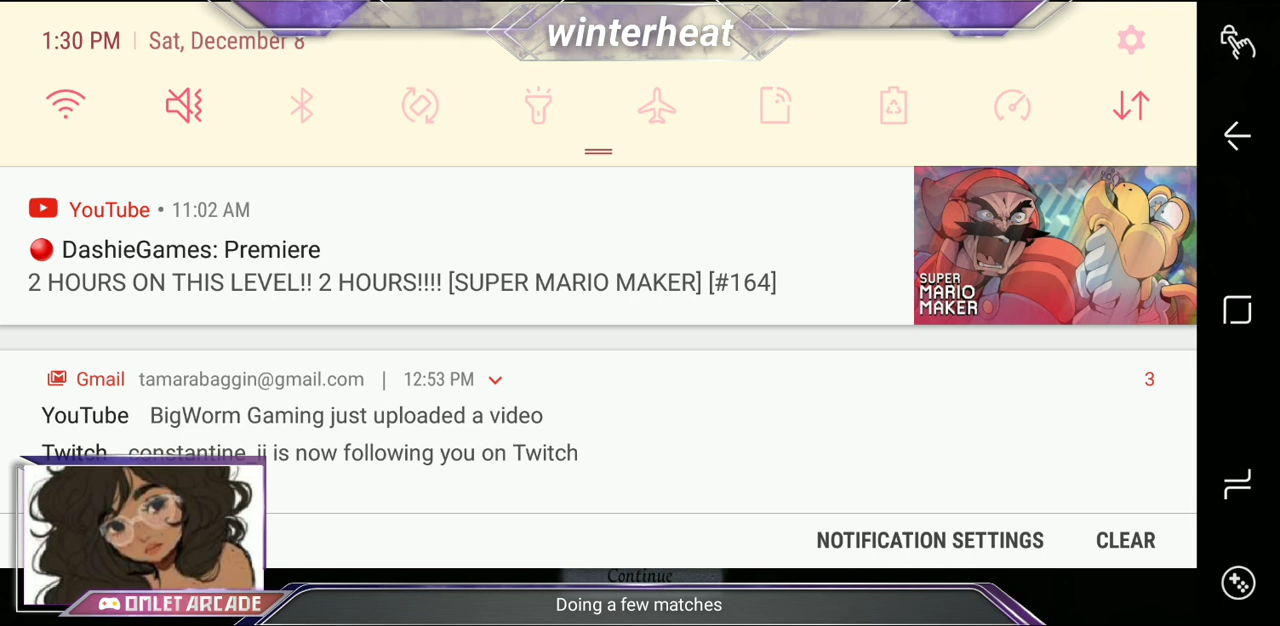 winterheat
1:30 PM | Sat, December 8
YouTube • 11:02 AM
DashieGames: Premiere
2 HOURS ON THIS LEVEL!! 2 HOURS!!!! [SUPER MARIO MAKER] [#164]
SUPER
MARIO
MAKER
Gmail tamarabaggin@gmail.com | 12:53 PM
3
YouTube BigWorm Gaming just uploaded a video
Twitch constantine_ii is now following you on Twitch
NOTIFICATION SETTINGS CLEAR
Continue
OMLET ARCADE
Doing a few matches